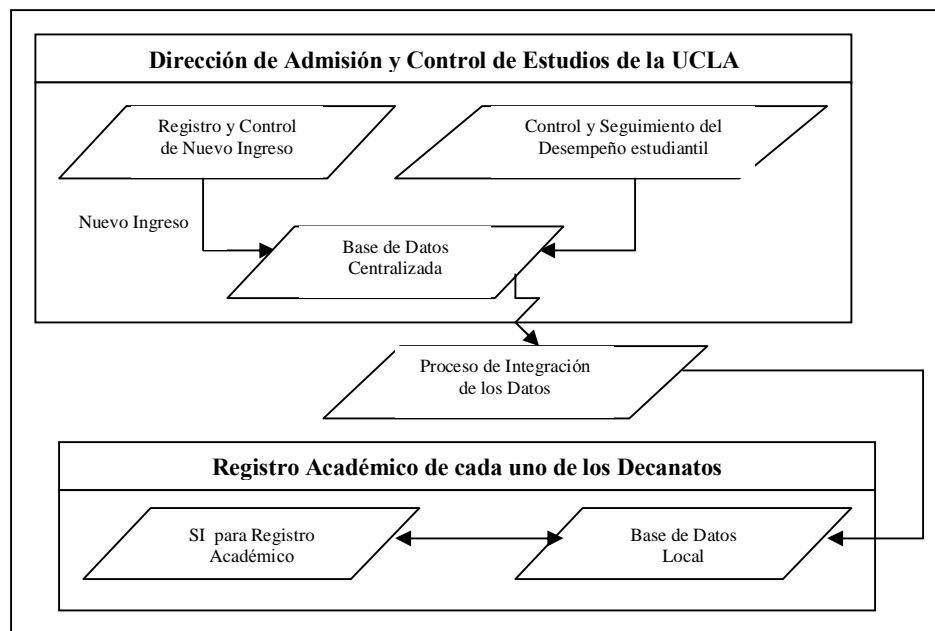 Dirección de Admisión y Control de Estudios de la UCLA
Registro y Control
de Nuevo Ingreso
Control y Seguimiento del
Desempeño estudiantil
Nuevo Ingreso
Base de Datos
Centralizada
Proceso de Integración
de los Datos
Registro Académico de cada uno de los Decanatos
SI para Registro
Académico
Base de Datos
Local